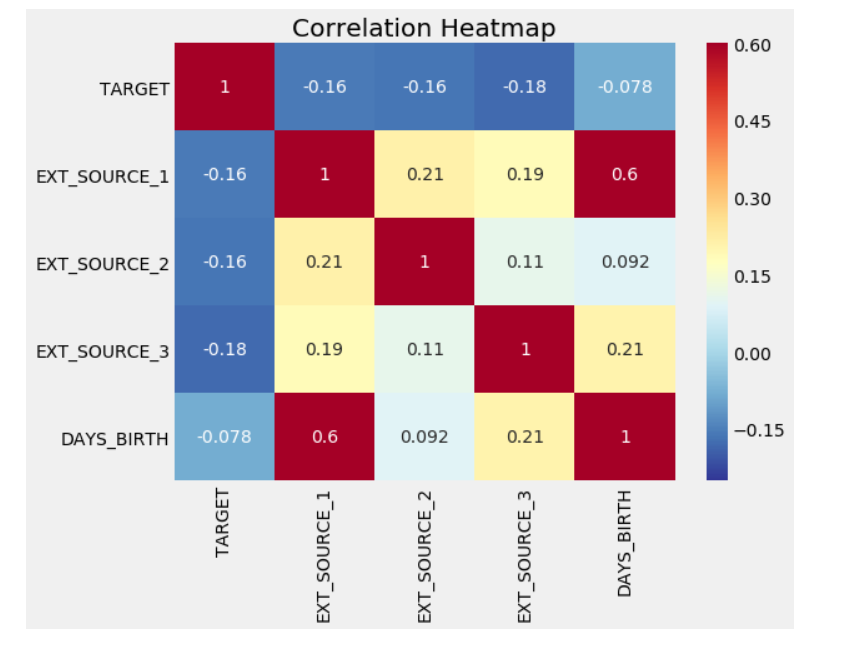 Correlation Heatmap
TARGET 1 -0.16 -0.16 -0.18 -0.078
EXT_SOURCE_1 -0.16 1 0.21 0.19 0.6
EXT_SOURCE_2 -0.16 0.21 1 0.11 0.092
EXT_SOURCE_3 -0.18 0.19 0.11 1 0.21
DAYS_BIRTH -0.078 0.6 0.092 0.21 1
TARGET
EXT_SOURCE_1
EXT_SOURCE_2
EXT_SOURCE_3
DAYS_BIRTH
0.60
0.45
0.30
0.15
0.00
−0.15